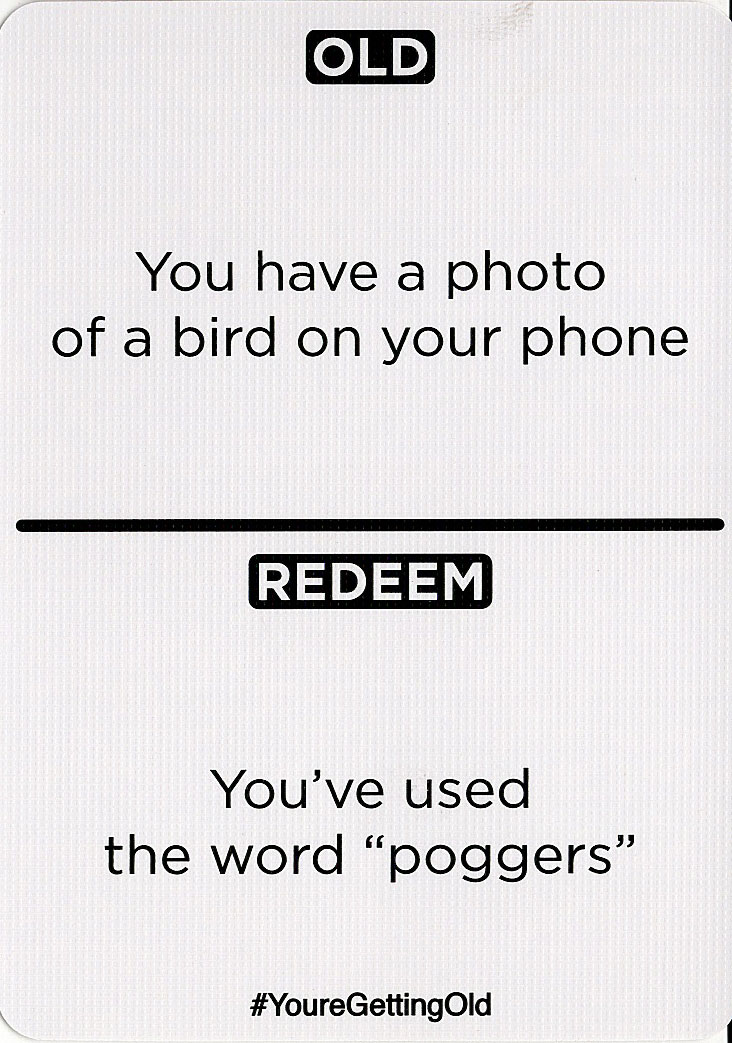 OLD
You have a photo
of a bird on your phone
REDEEM
You’ve used
the word “poggers”
#YoureGettingOld